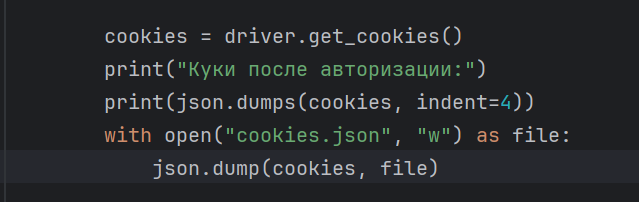 cookies = driver.get_cookies()
print("Куки после авторизации:")
print(json.dumps(cookies, indent=4))
with open("cookies.json", "w") as file:
    json.dump(cookies, file)